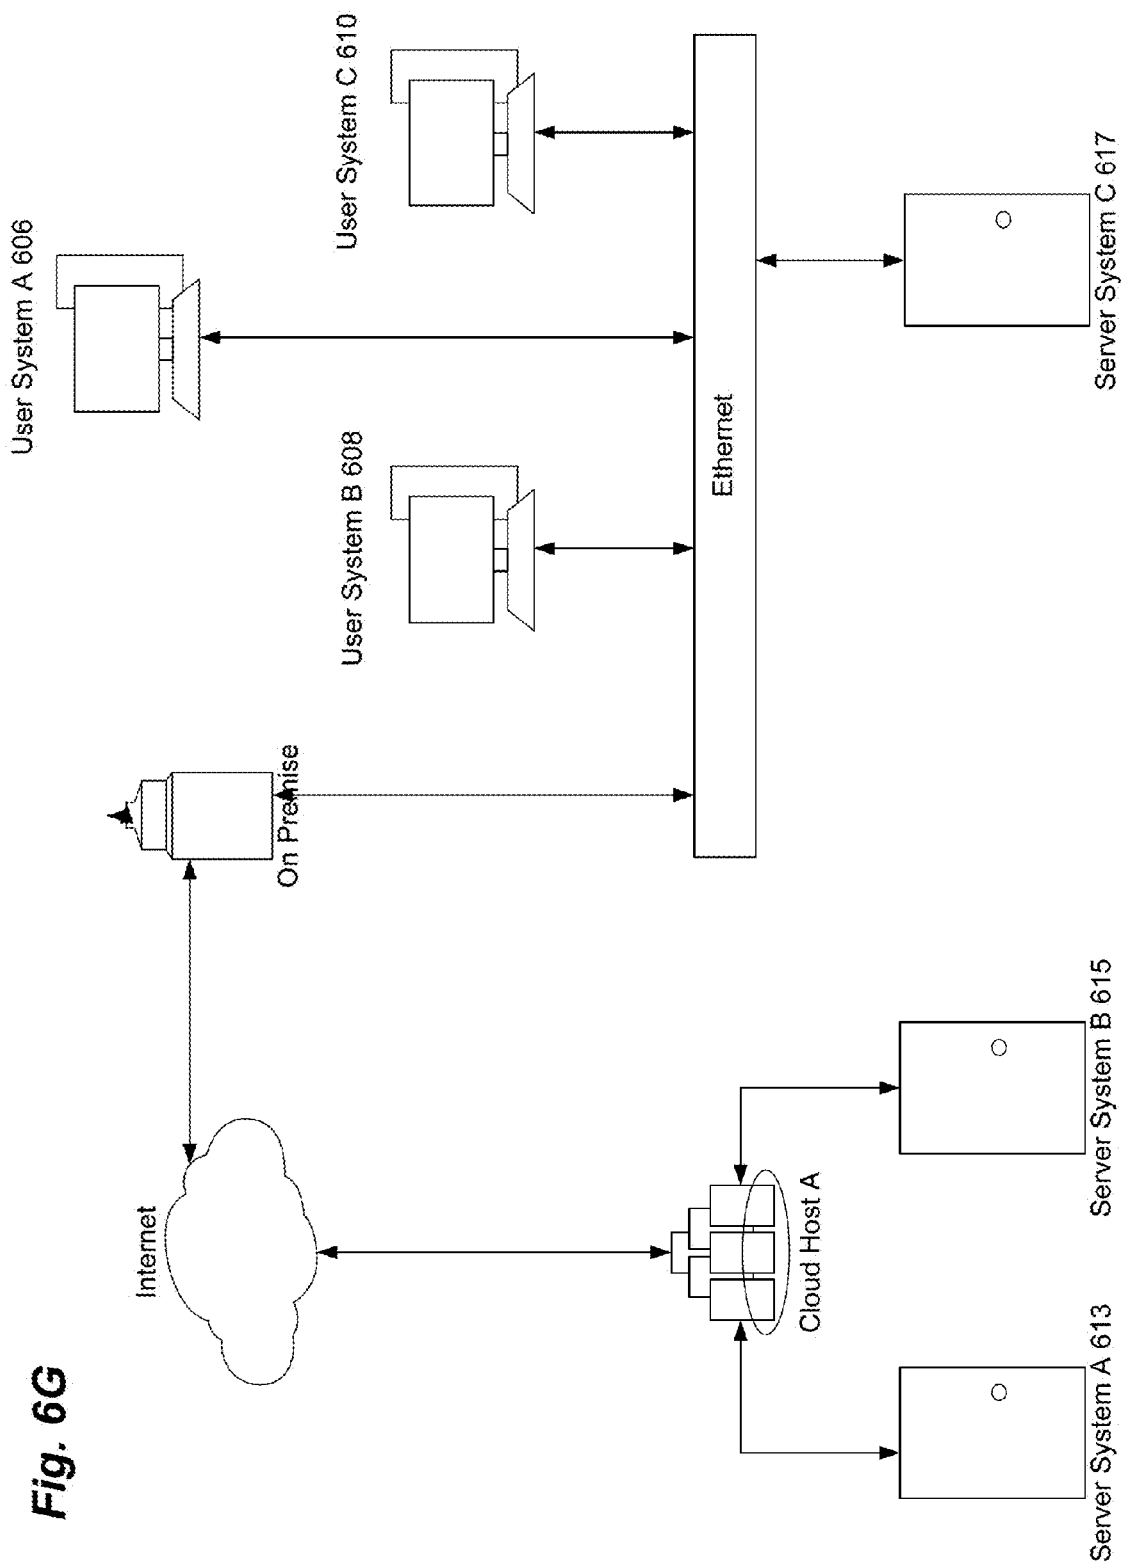 Fig. 6G
Internet
On Premise
User System A 606
User System B 608
User System C 610
Ethernet
Cloud Host A
Server System A 613
Server System B 615
Server System C 617